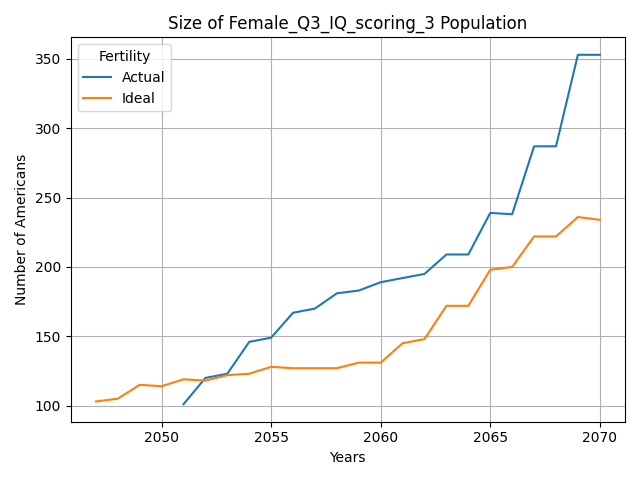 Size of Female_Q3_IQ_scoring_3 Population
Fertility
Actual
Ideal
Number of Americans
350
300
250
200
150
100
2050
2055
2060
2065
2070
Years